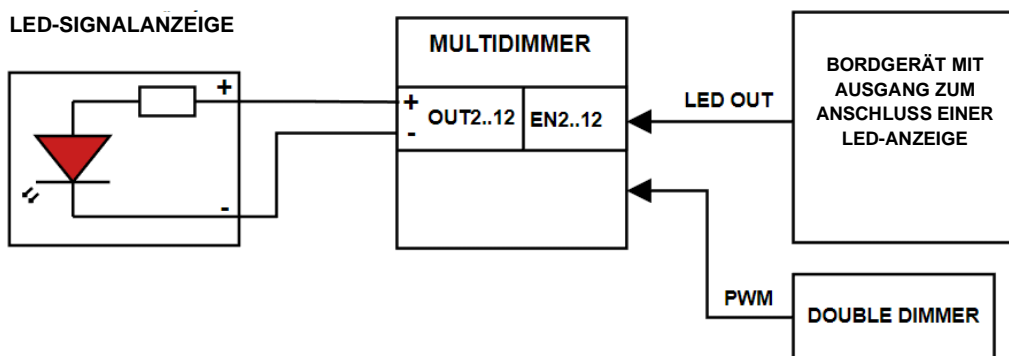 LED-SIGNALANZEIGE
+
-
MULTIDIMMER
+
-
OUT2..12
EN2..12
LED OUT
BORDGERÄT MIT
AUSGANG ZUM
ANSCHLUSS EINER
LED-ANZEIGE
PWM
DOUBLE DIMMER